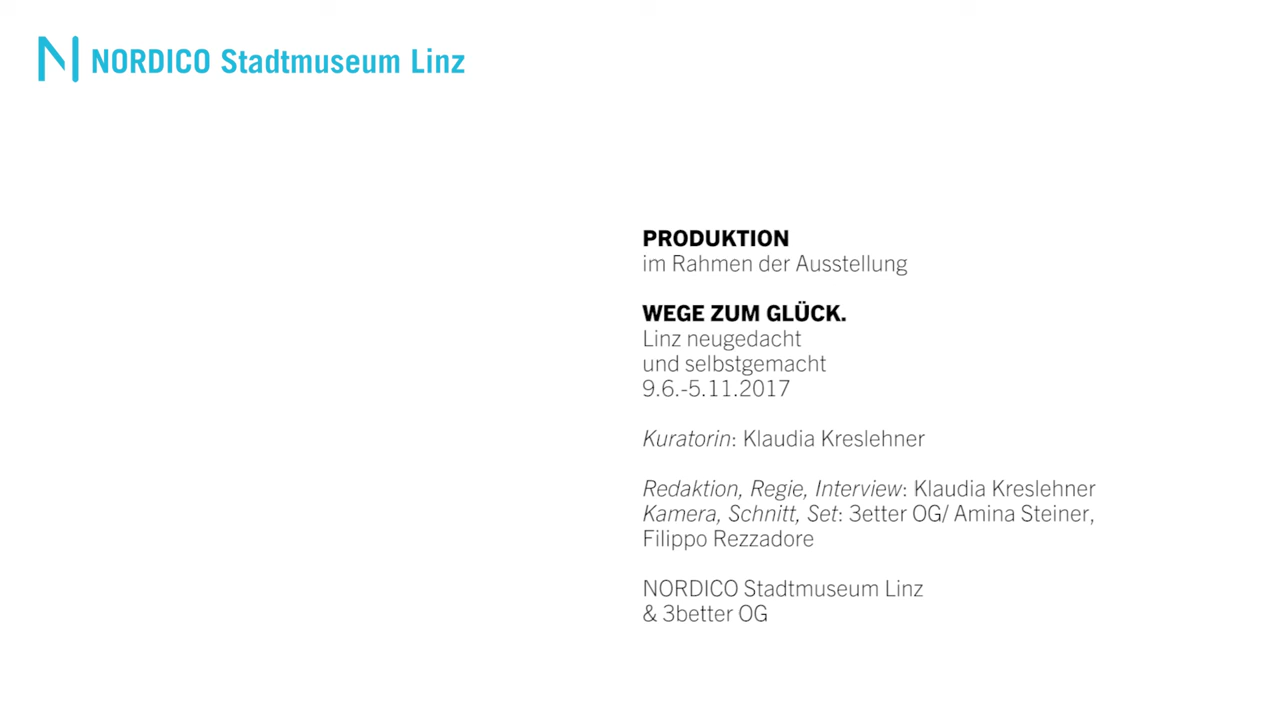 NORDICO Stadtmuseum Linz
PRODUKTION
im Rahmen der Ausstellung
WEGE ZUM GLÜCK.
Linz neugedacht
und selbstgemacht
9.6.-5.11.2017
Kuratorin: Klaudia Kreslehner
Redaktion, Regie, Interview: Klaudia Kreslehner
Kamera, Schnitt, Set: 3etter OG/ Amina Steiner,
Filippo Rezzadore
NORDICO Stadtmuseum Linz
& 3better OG